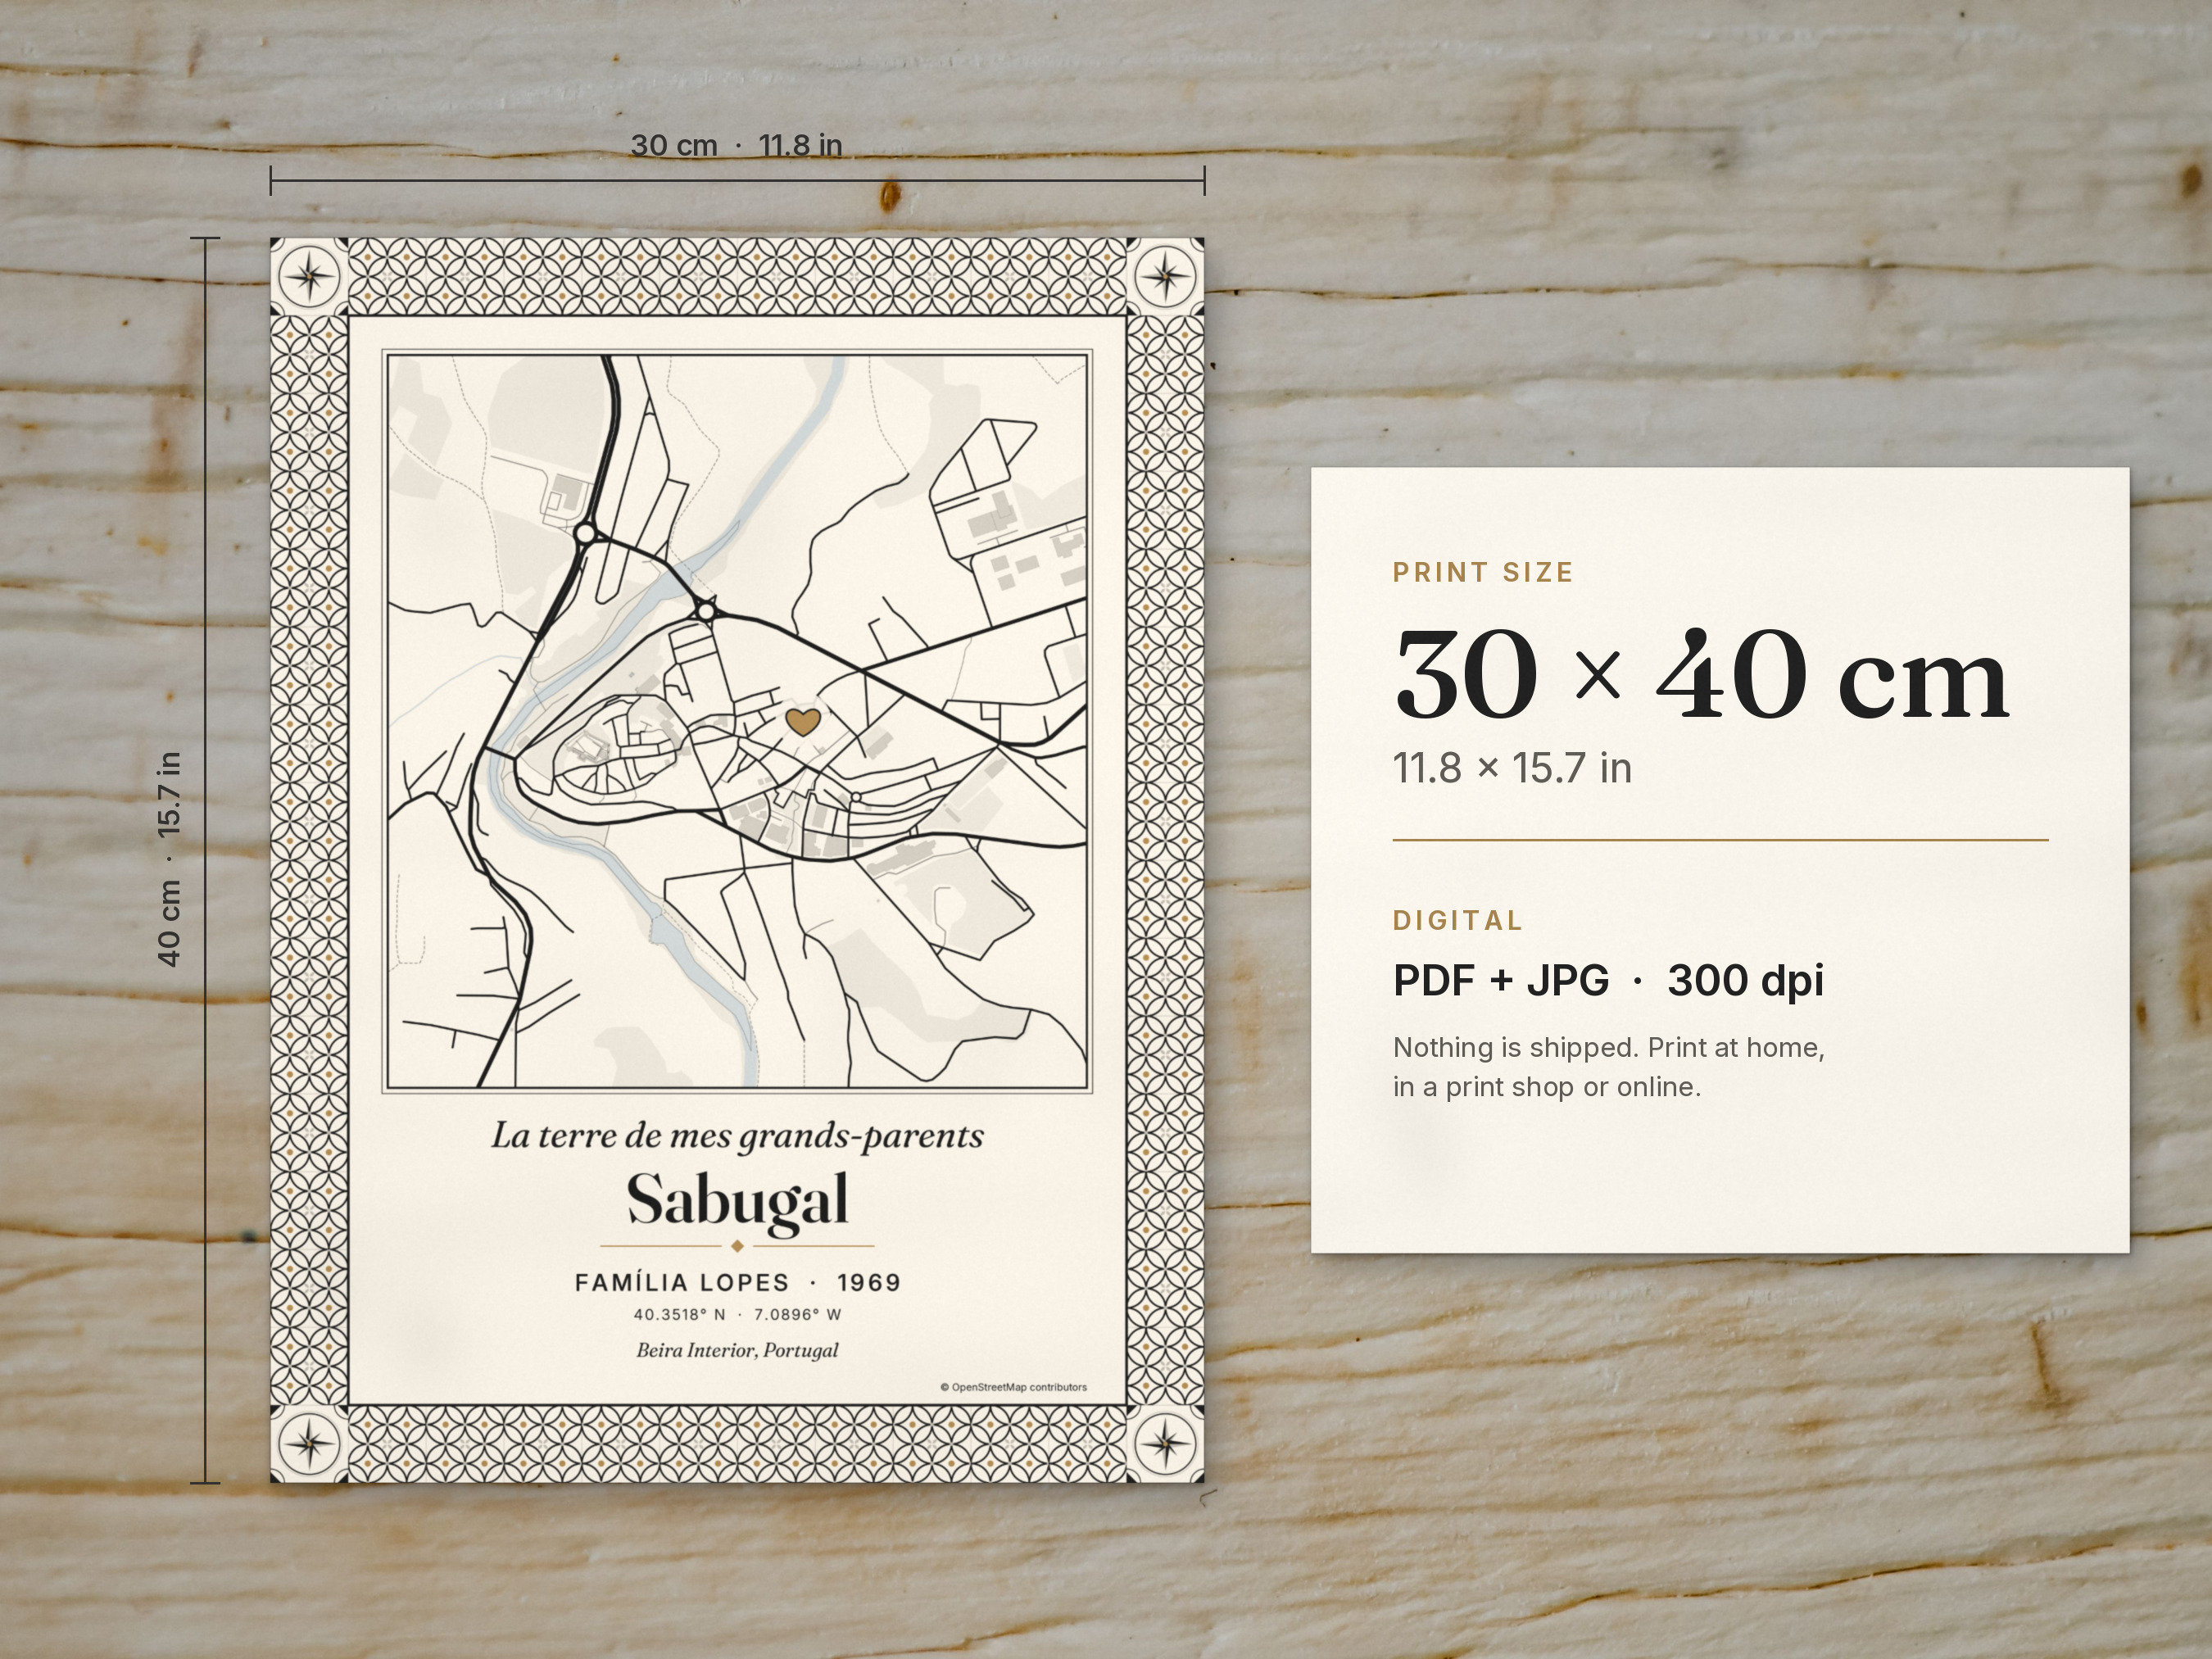 30 cm · 11.8 in
40 cm · 15.7 in
La terre de mes grands-parents
Sabugal
FAMÍLIA LOPES · 1969
40.3518° N · 7.0896° W
Beira Interior, Portugal
© OpenStreetMap contributors
PRINT SIZE
30 × 40 cm
11.8 × 15.7 in
DIGITAL
PDF + JPG · 300 dpi
Nothing is shipped. Print at home,
in a print shop or online.